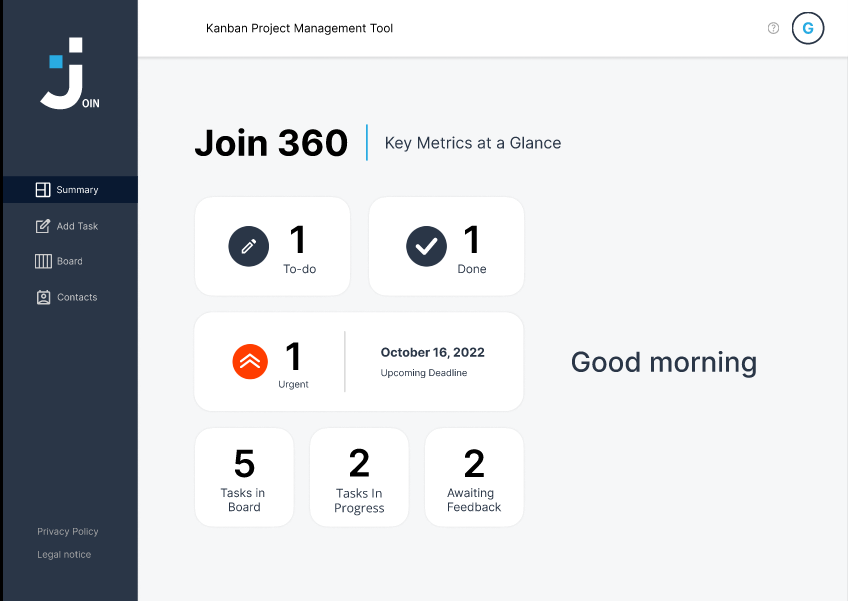 Kanban Project Management Tool
?
G
J
OIN
Join 360
Key Metrics at a Glance
Summary
Add Task
Board
Contacts
1
To-do
1
Done
1
Urgent
October 16, 2022
Upcoming Deadline
Good morning
5
Tasks in
Board
2
Tasks In
Progress
2
Awaiting
Feedback
Privacy Policy
Legal notice